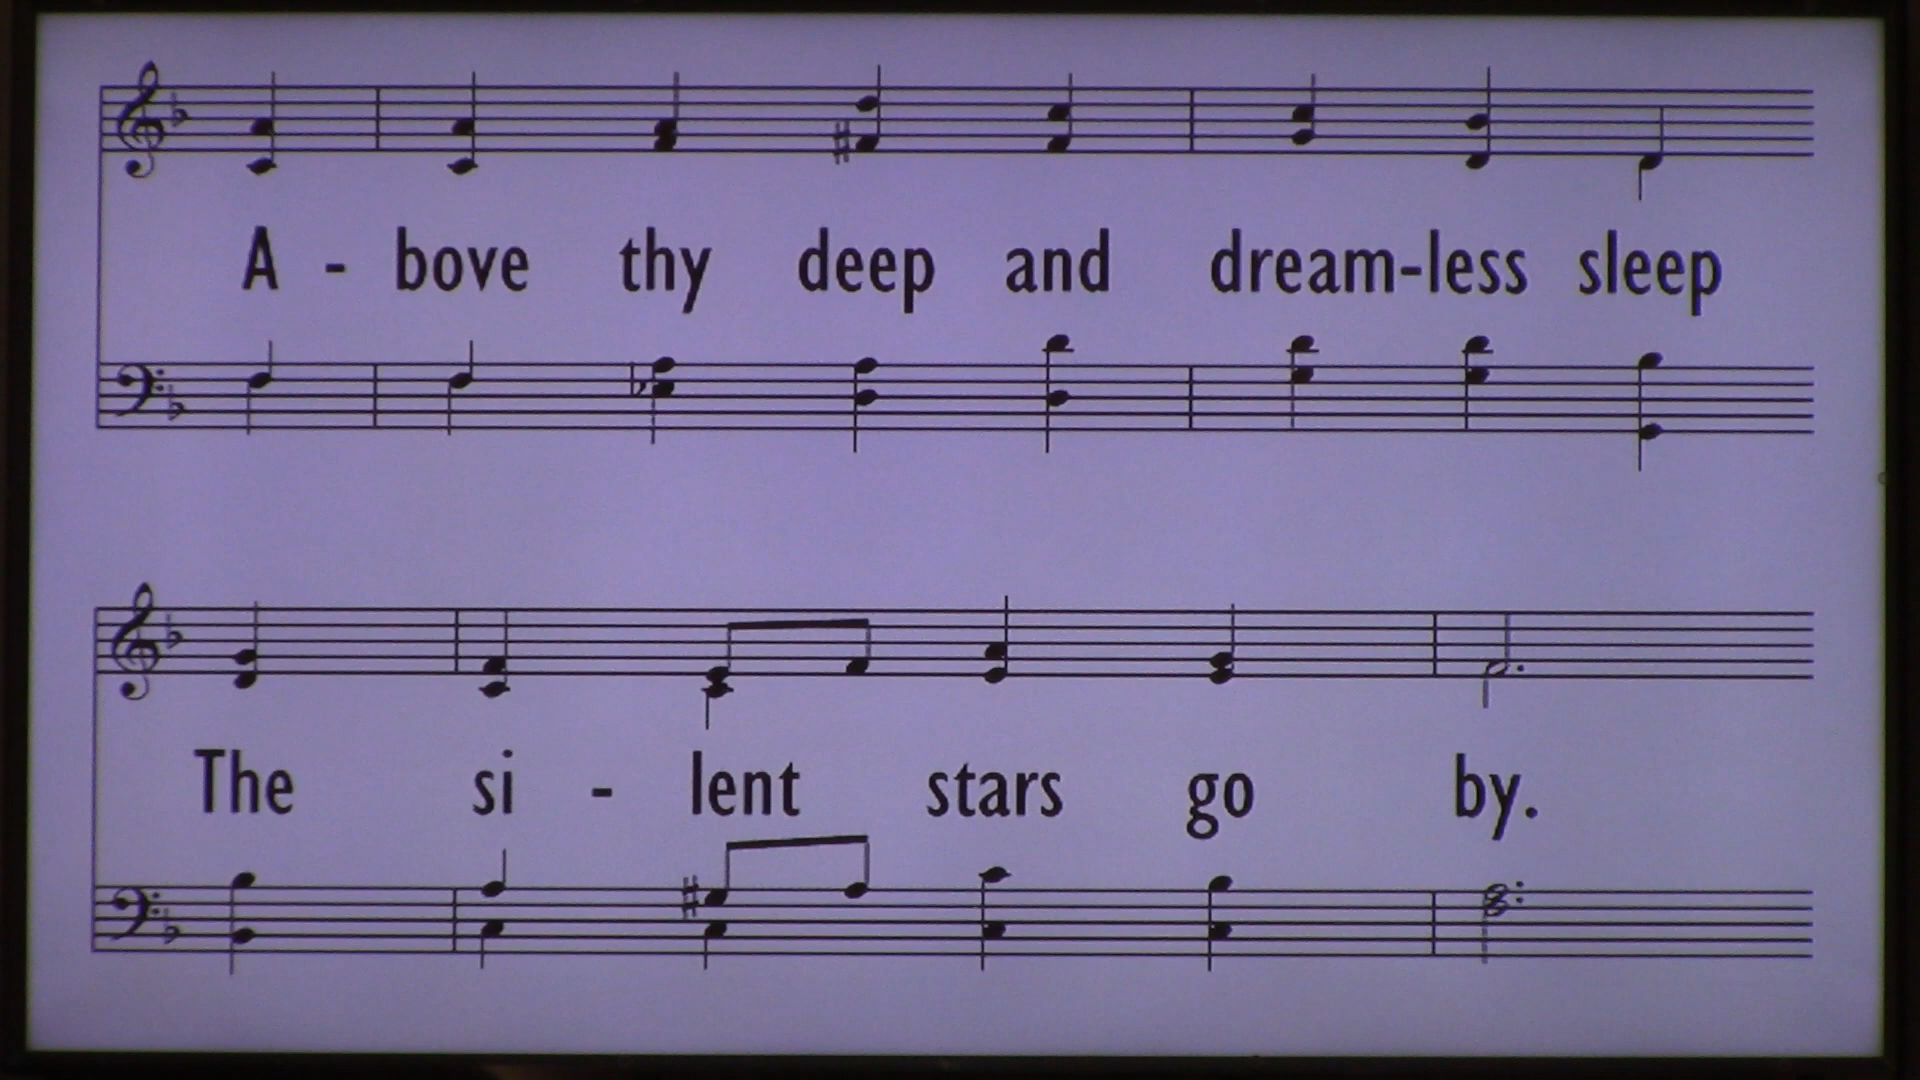 A - bove thy deep and dream-less sleep
The si - lent stars go by.